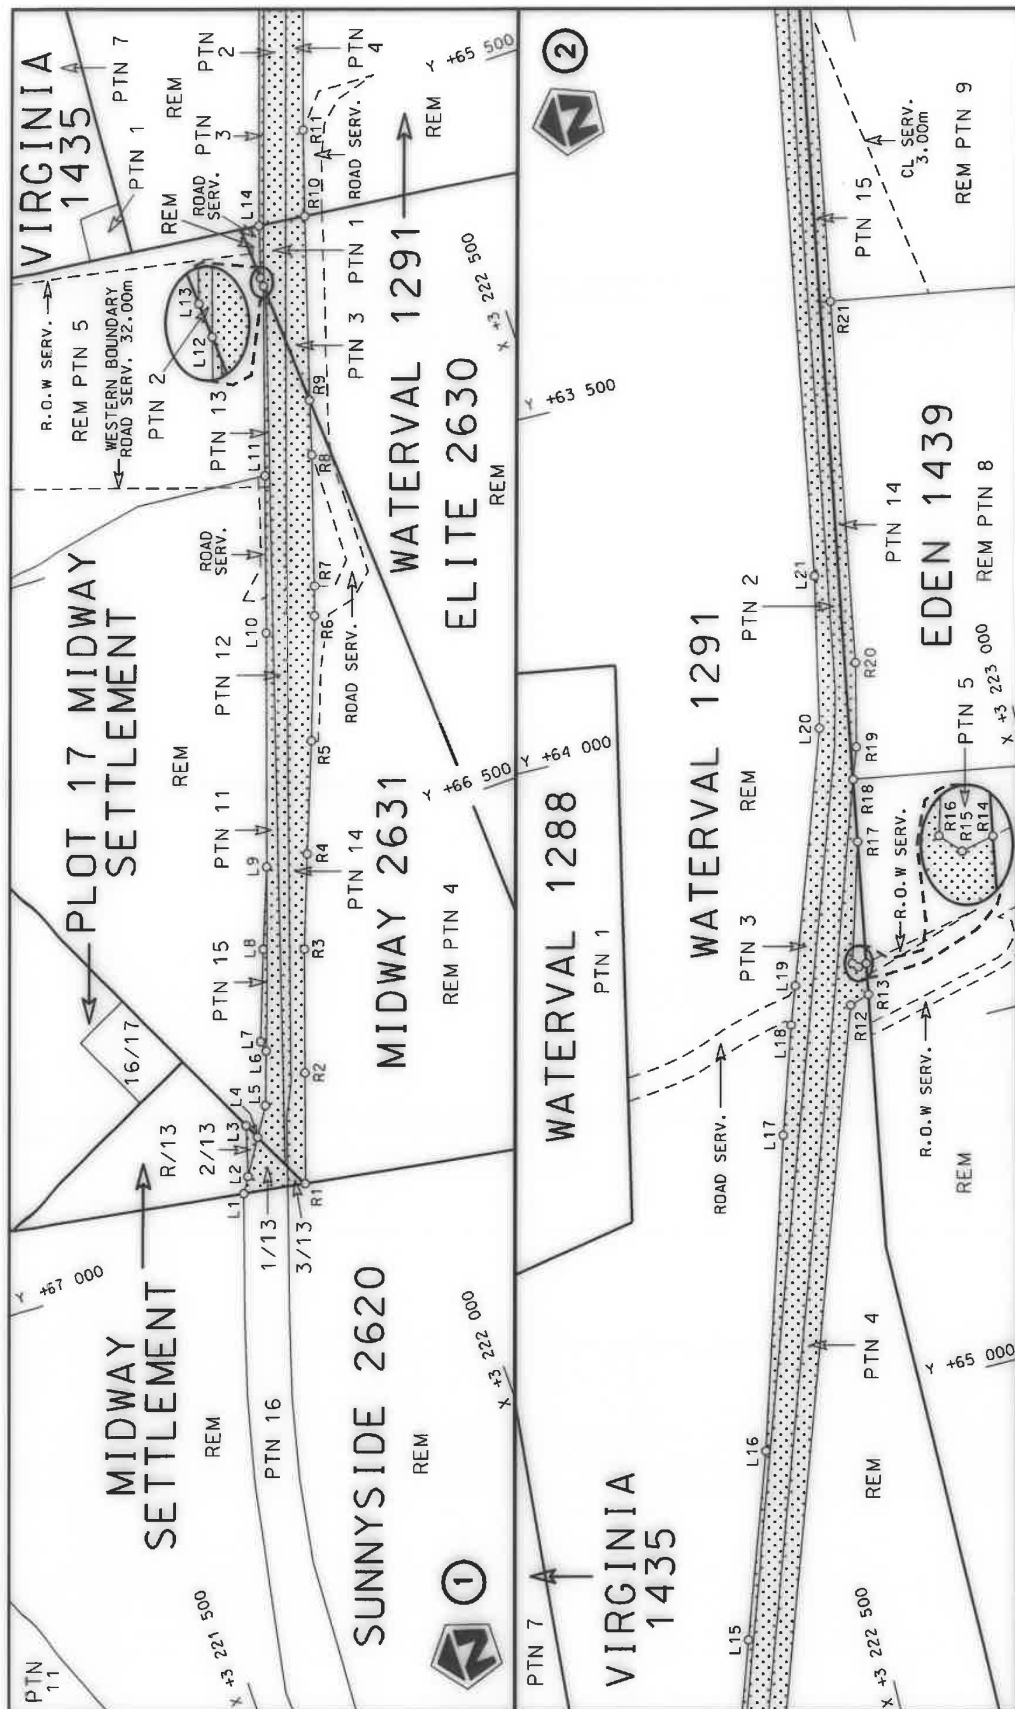 PTN
11
X +3 221 500
MIDWAY
SETTLEMENT
REM
Y +67 000
PTN 16
SUNNYSIDE 2620
REM
1
X +3 222 000
R/13
2/13
1/13
3/13
16/17
PLOT 17 MIDWAY
SETTLEMENT
REM
L1
L2
L3
L4
L5
L6
L7
L8
L9
L10
L11
L12
L13
L14
R1
R2
R3
R4
R5
R6
R7
R8
R9
R10
R11
PTN 15
PTN 11
PTN 12
PTN 13
PTN 14
ROAD
SERV.
ROAD SERV.
MIDWAY 2631
REM PTN 4
Y +66 500
R.O.W SERV.
REM PTN 5
WESTERN BOUNDARY
ROAD SERV. 32.00m
PTN 2
VIRGINIA
1435
PTN 7
PTN 1
REM
REM
ROAD
SERV.
PTN
3
PTN
2
PTN
4
PTN 3
PTN 1
ROAD SERV.
WATERVAL 1291
REM
ELITE 2630
REM
X +3 222 500
Y +65 500
PTN 7
VIRGINIA
1435
X +3 222 500
L15
L16
REM
PTN 4
Y +65 000
WATERVAL 1288
PTN 1
Y +64 000
L17
L18
L19
L20
L21
ROAD SERV.
PTN 3
WATERVAL 1291
REM
PTN 2
R12
R13
R17
R18
R19
R20
R21
R.O.W SERV.
R.O.W SERV.
REM
R16
R15
R14
PTN 5
X +3 223 000
EDEN 1439
REM PTN 8
PTN 14
Y +63 500
PTN 15
CL SERV.
3.00m
REM PTN 9
2